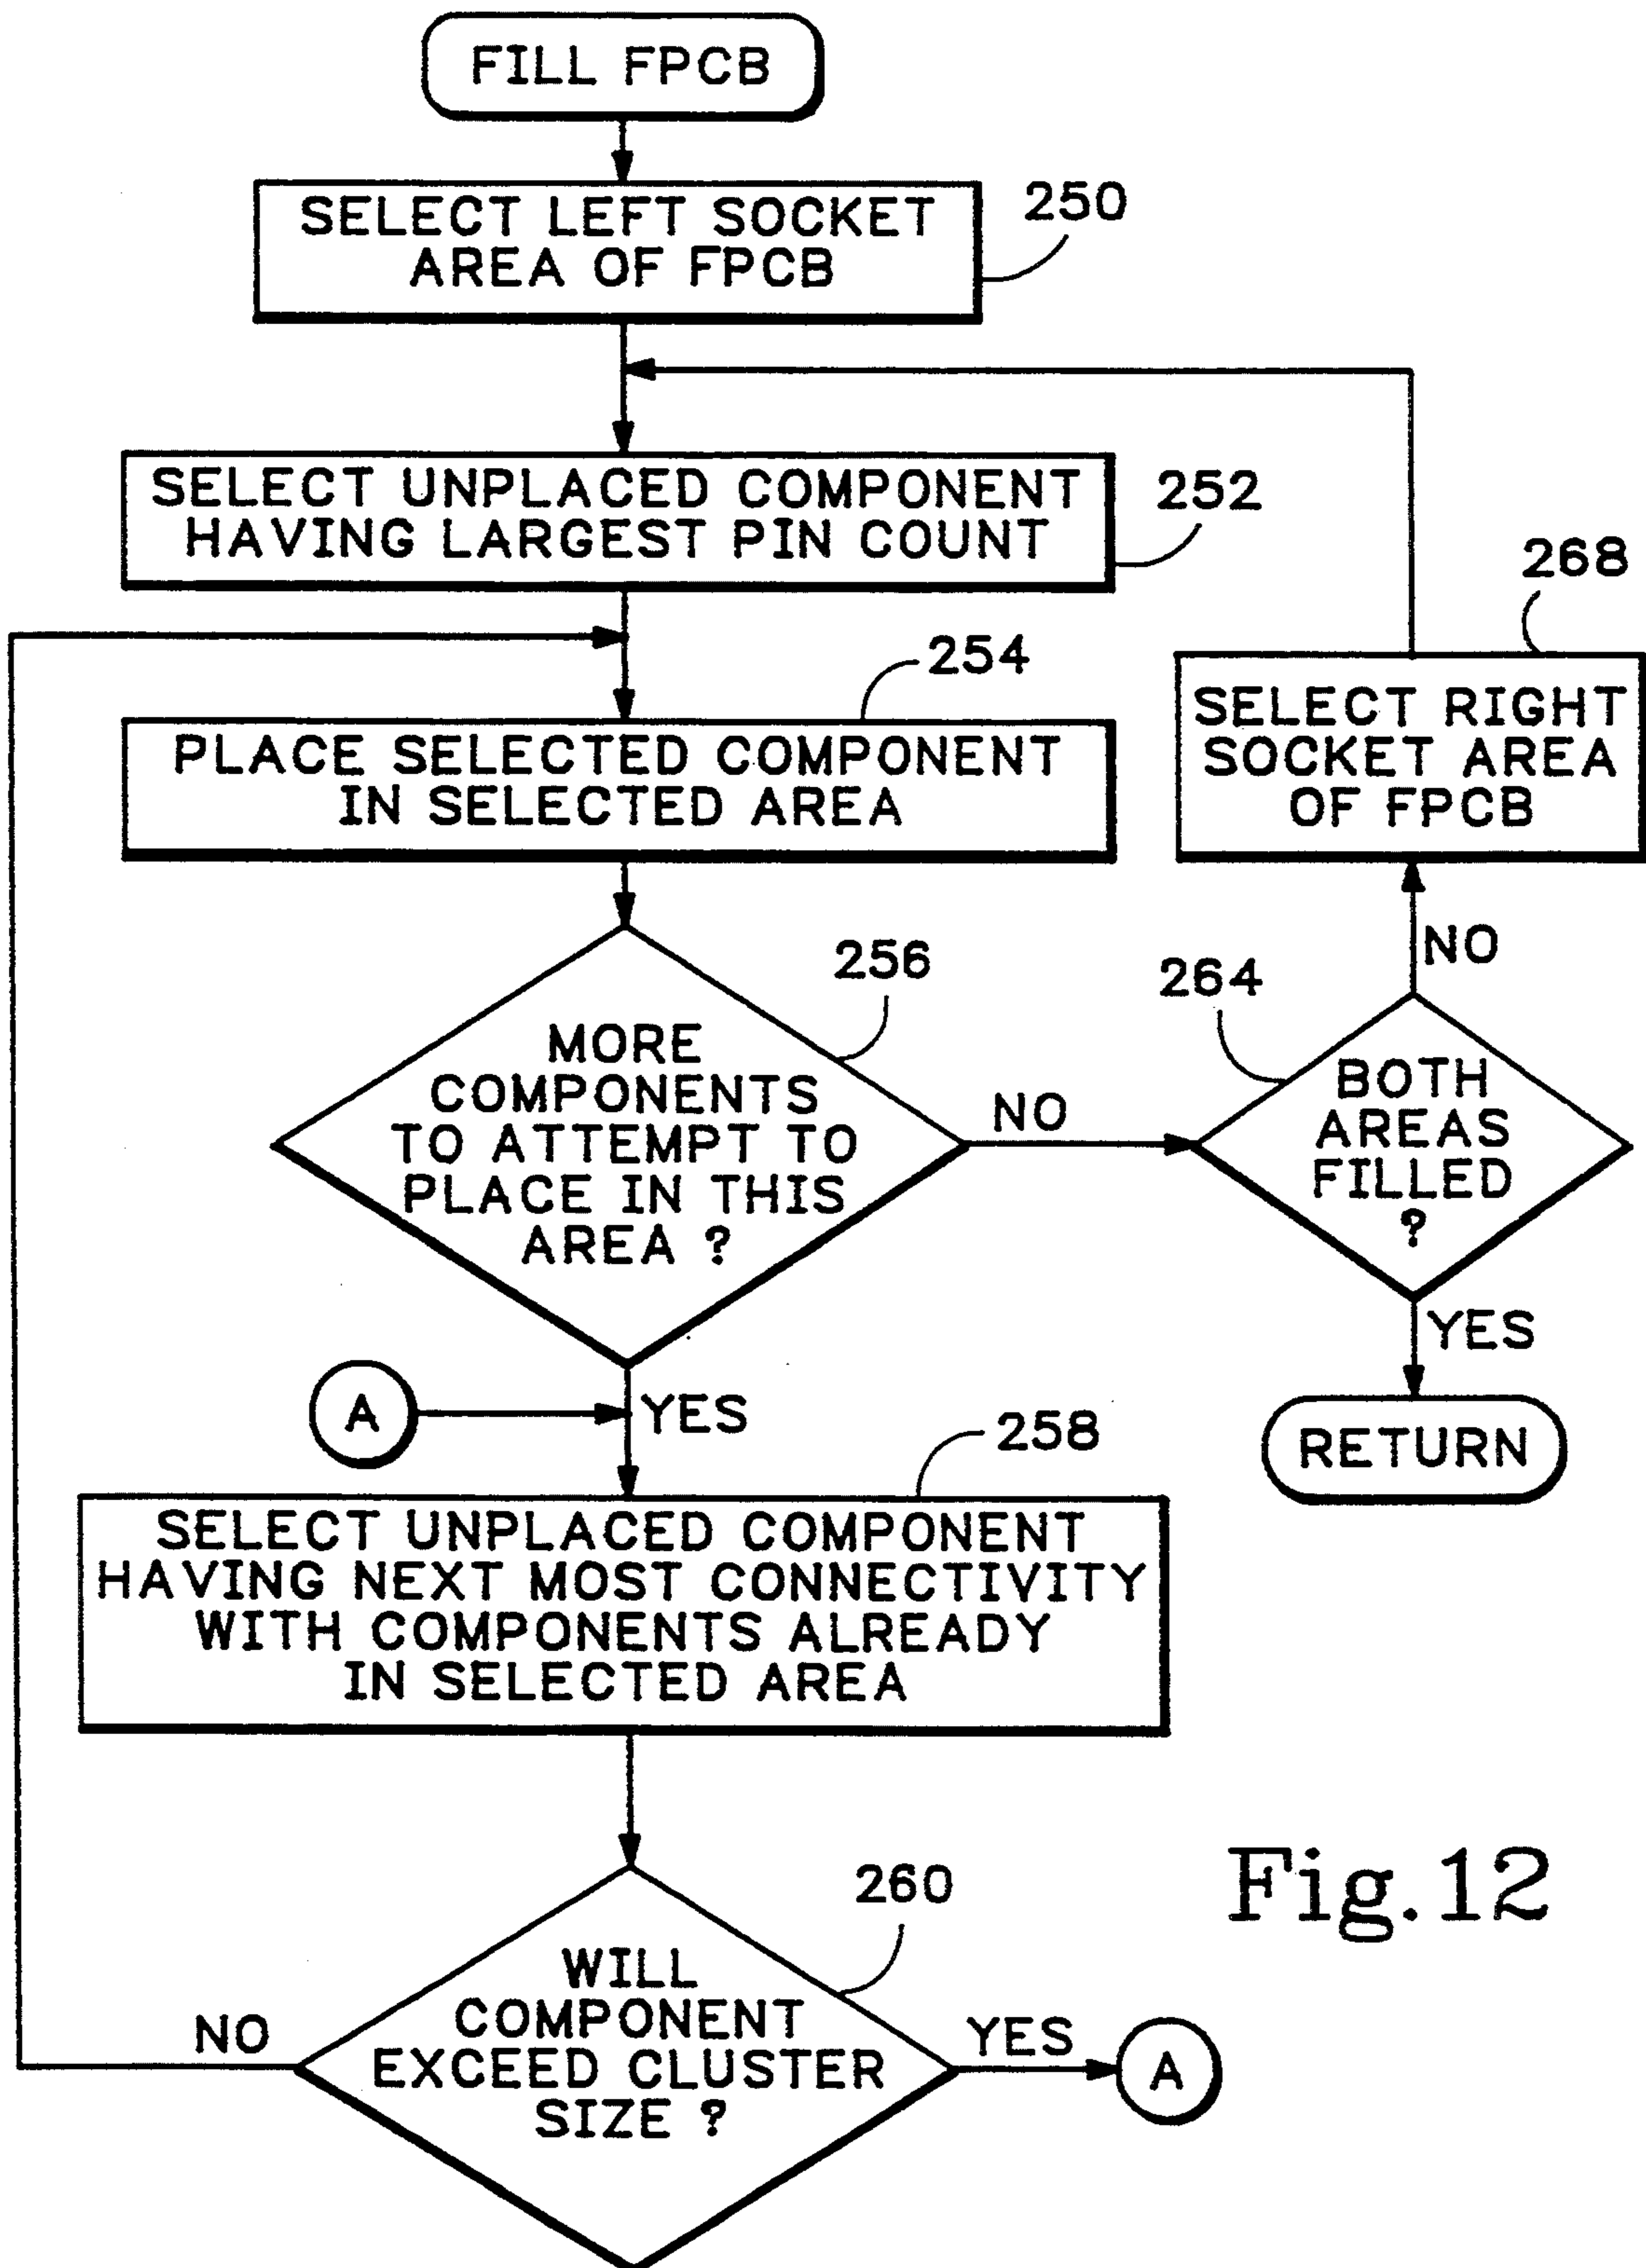 FILL FPCB
SELECT LEFT SOCKET
AREA OF FPCB
250
SELECT UNPLACED COMPONENT
HAVING LARGEST PIN COUNT
252
268
254
PLACE SELECTED COMPONENT
IN SELECTED AREA
SELECT RIGHT
SOCKET AREA
OF FPCB
256
MORE
COMPONENTS
TO ATTEMPT TO
PLACE IN THIS
AREA ?
NO
264
NO
BOTH
AREAS
FILLED
?
YES
RETURN
A
YES
258
SELECT UNPLACED COMPONENT
HAVING NEXT MOST CONNECTIVITY
WITH COMPONENTS ALREADY
IN SELECTED AREA
260
WILL
COMPONENT
EXCEED CLUSTER
SIZE ?
NO
YES
A
Fig.12